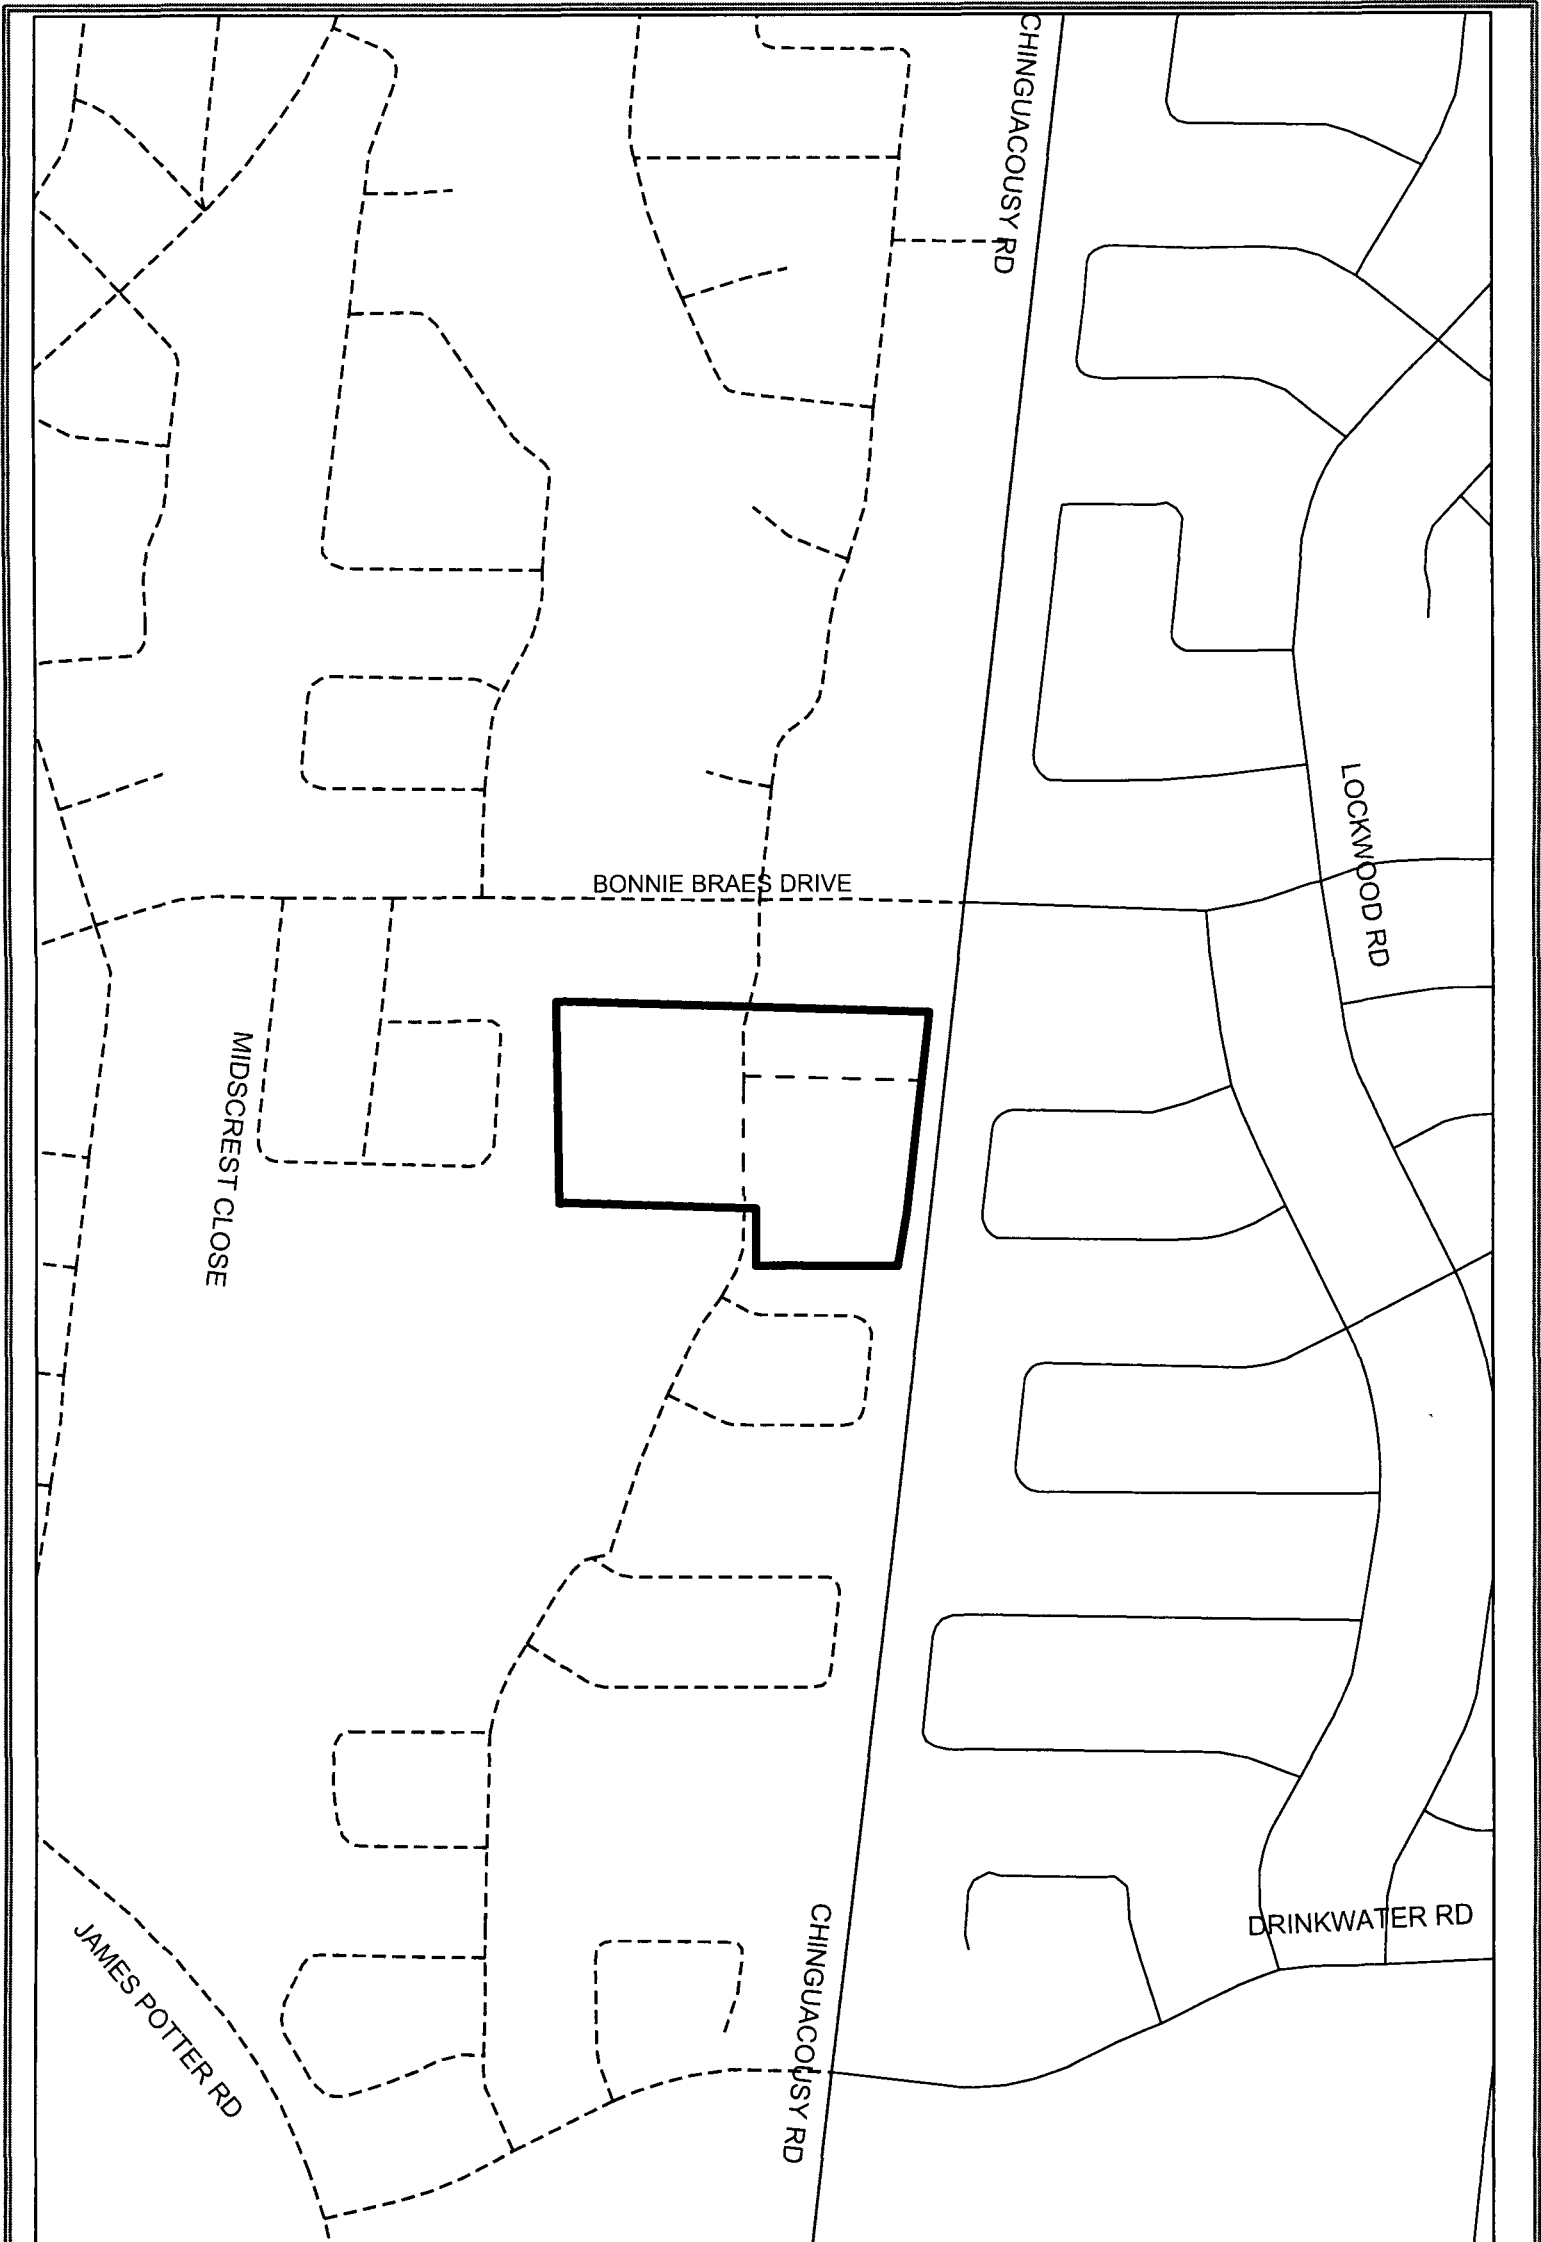 CHINGUACOUSY RD
LOCKWOOD RD
BONNIE BRAES DRIVE
MIDSCREST CLOSE
CHINGUACOUSY RD
DRINKWATER RD
JAMES POTTER RD